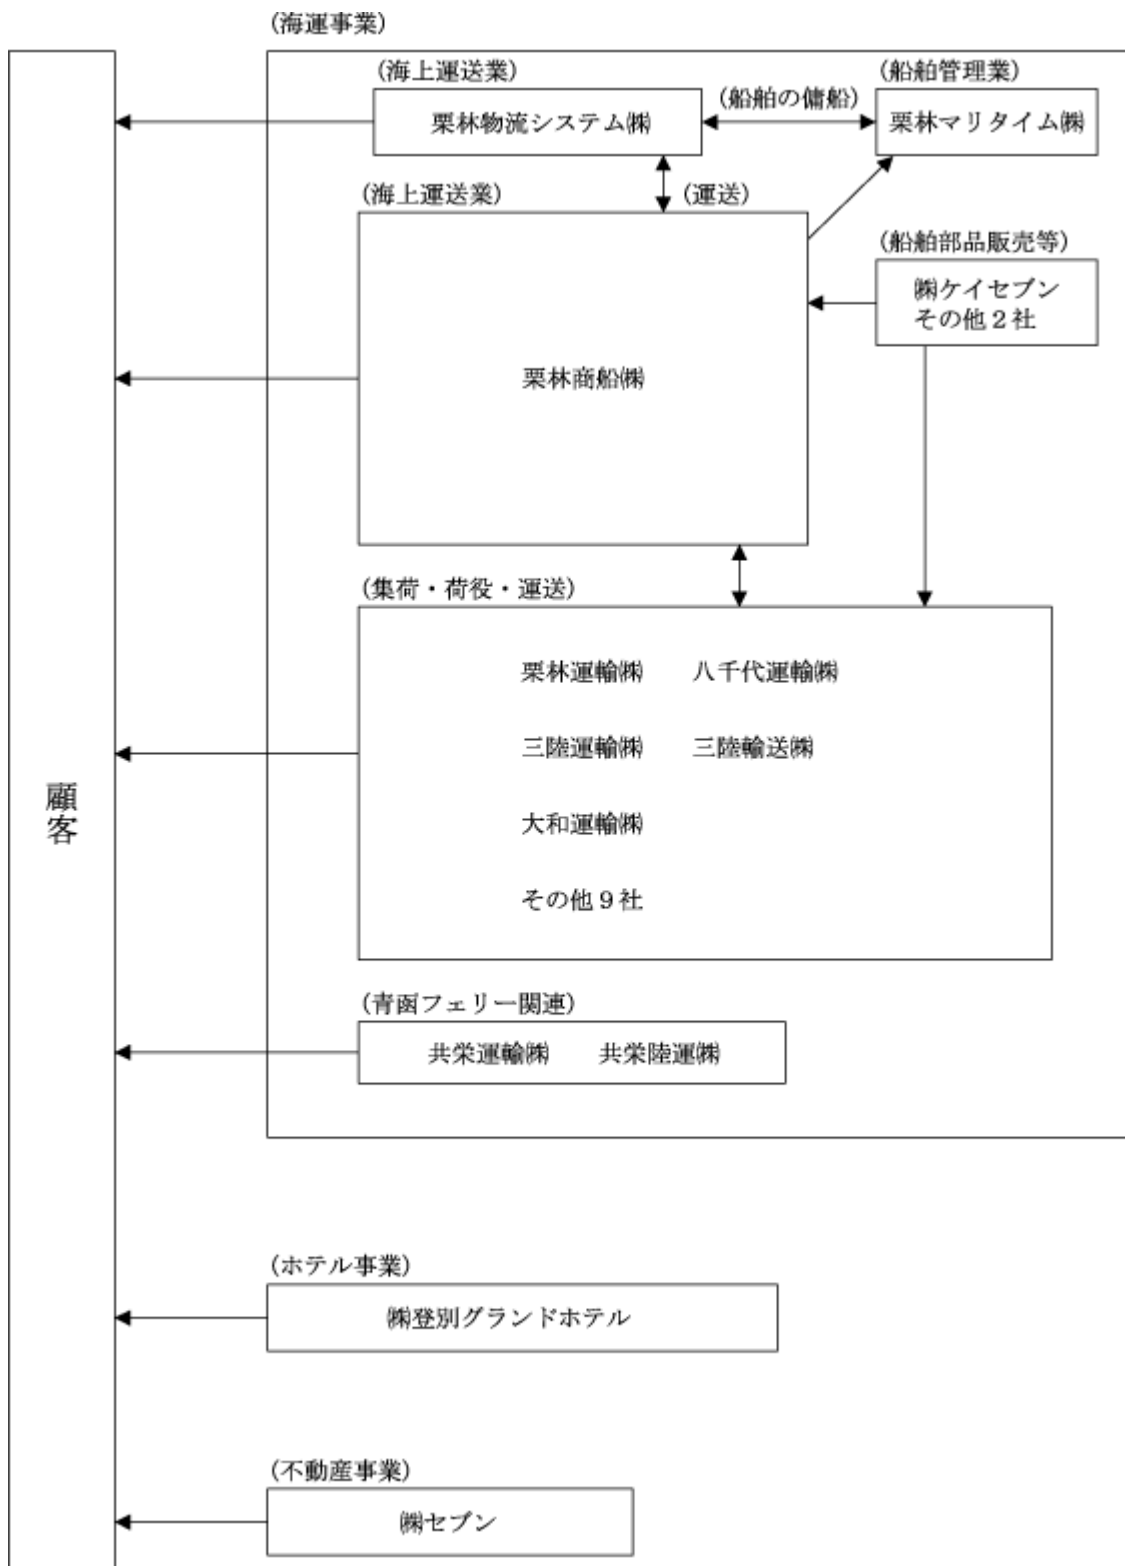 (海運事業)
(海上運送業)
(船舶管理業)
栗林物流システム㈱
(船舶の傭船)
栗林マリタイム㈱
(海上運送業)
(運送)
(船舶部品販売等)
㈱ケイセブン
その他２社
栗林商船㈱
(集荷・荷役・運送)
栗林運輸㈱ 八千代運輸㈱
三陸運輸㈱ 三陸輸送㈱
大和運輸㈱
その他９社
顧客
(青函フェリー関連)
共栄運輸㈱ 共栄陸運㈱
(ホテル事業)
㈱登別グランドホテル
(不動産事業)
㈱セブン